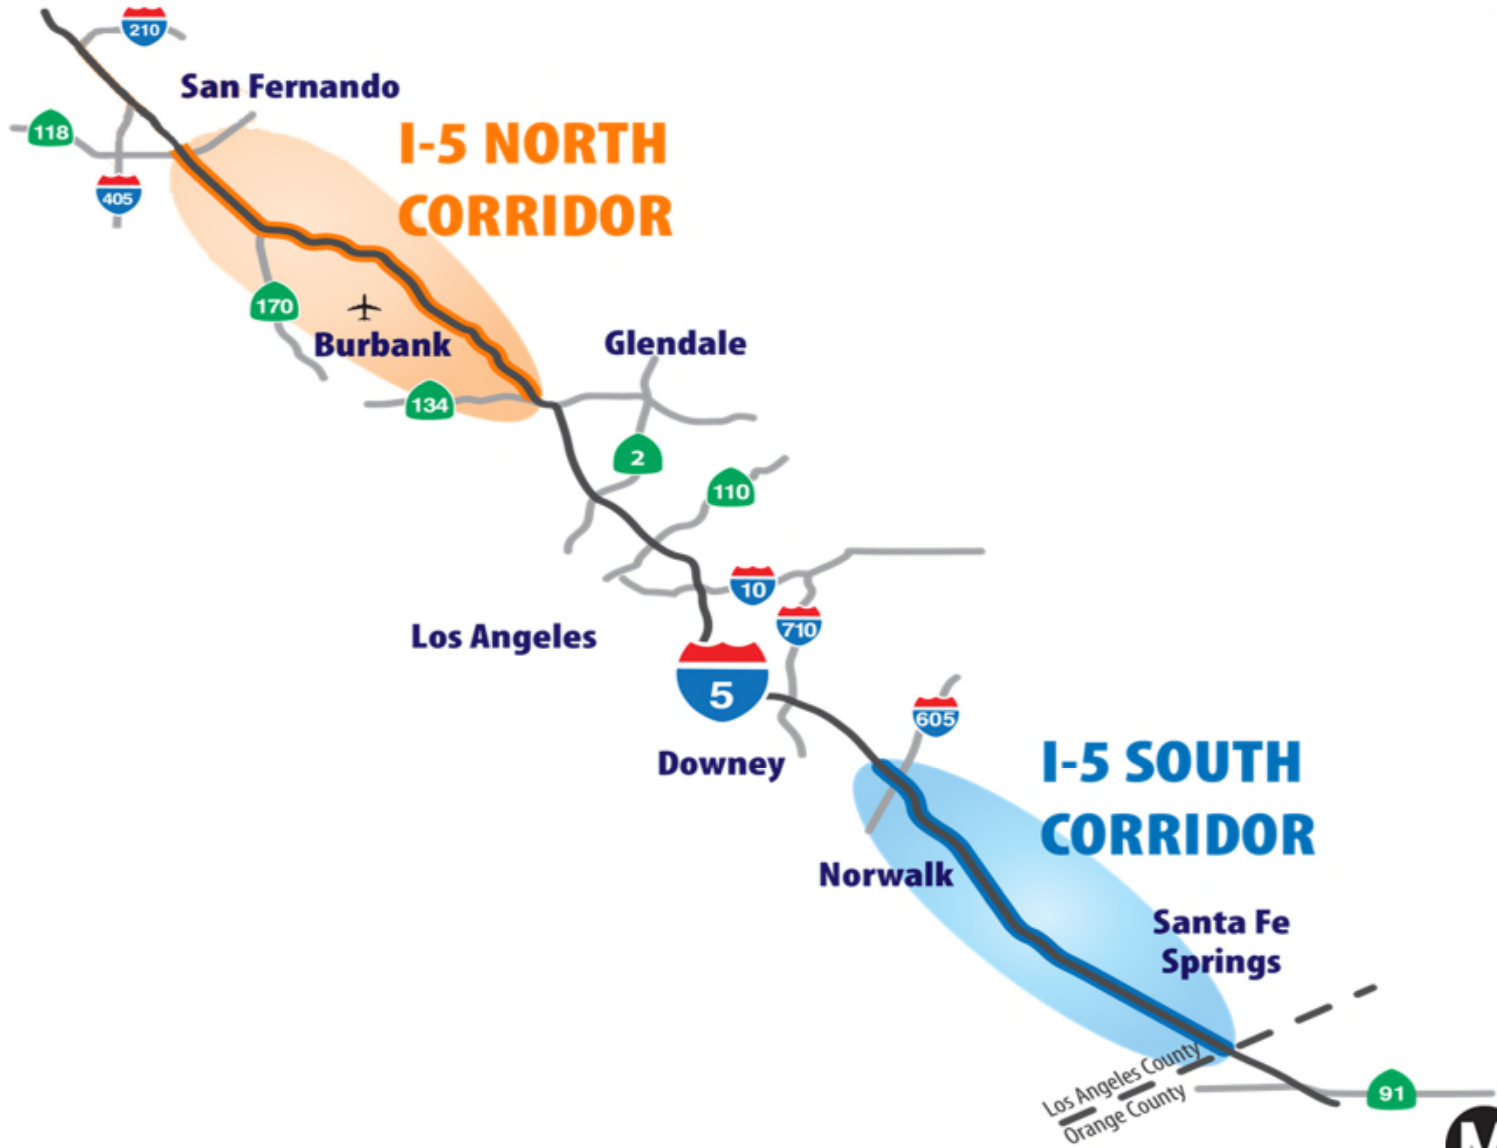 210
San Fernando
118
I-5 NORTH
CORRIDOR
405
170
Burbank
Glendale
134
2
110
10
Los Angeles
710
5
605
Downey
I-5 SOUTH
CORRIDOR
Norwalk
Santa Fe
Springs
Los Angeles County
Orange County
91
M